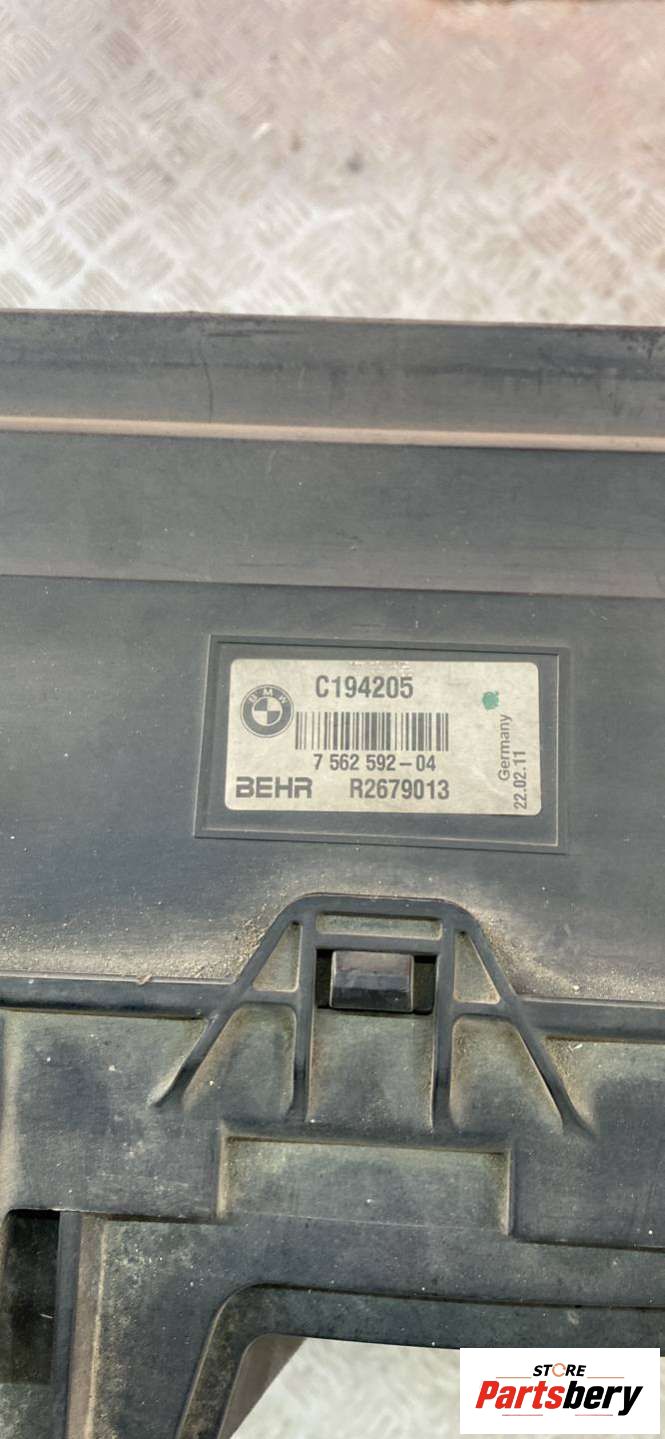 BMW
C194205
7 562 592-04
BEHR R2679013
Germany
22.02.11
STORE
Partsbery